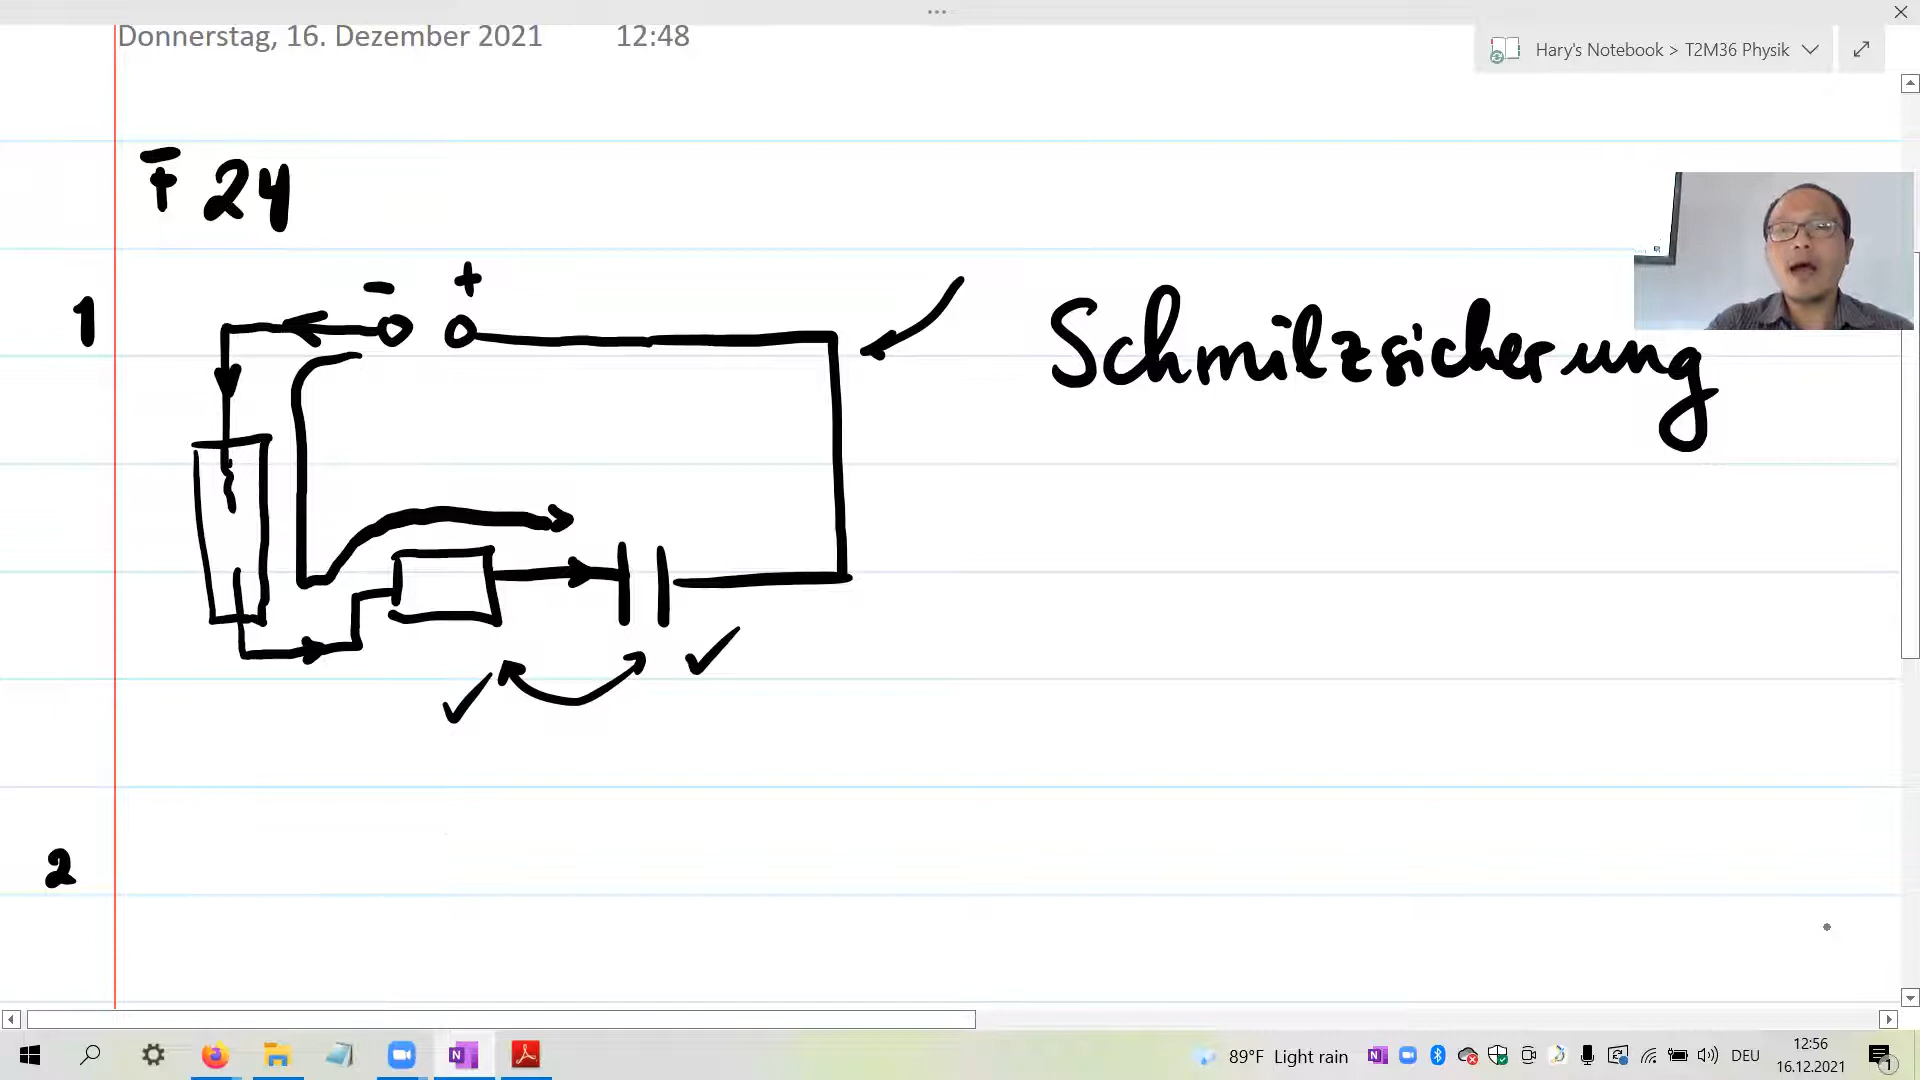 Donnerstag, 16. Dezember 2021 12:48
Hary's Notebook > T2M36 Physik
F 24
1
- +
Schmilzsicherung
2
89°F Light rain
DEU
12:56
16.12.2021
1